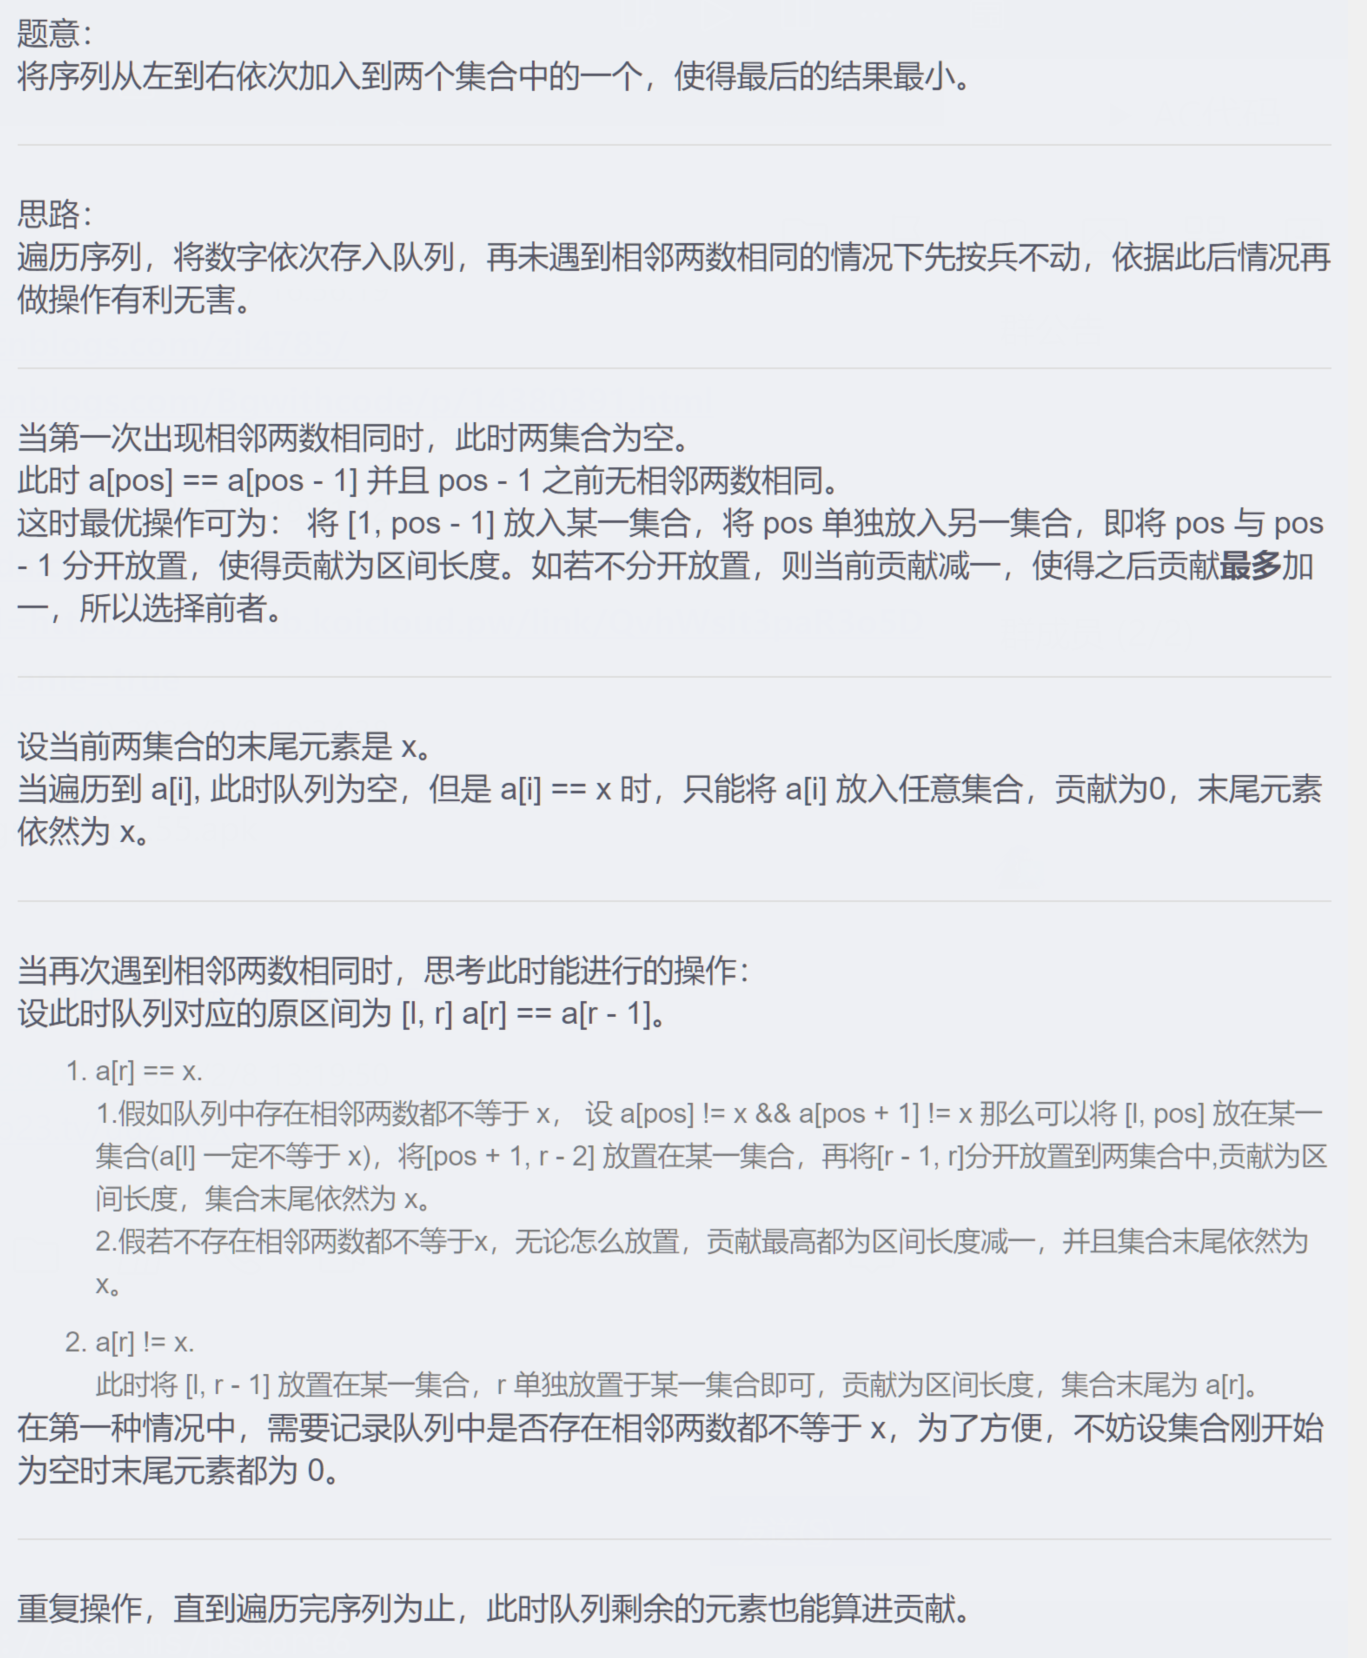 题意：
将序列从左到右依次加入到两个集合中的一个，使得最后的结果最小。
思路：
遍历序列，将数字依次存入队列，再未遇到相邻两数相同的情况下先按兵不动，依据此后情况再
做操作有利无害。
当第一次出现相邻两数相同时，此时两集合为空。
此时 a[pos] == a[pos - 1] 并且 pos - 1 之前无相邻两数相同。
这时最优操作可为： 将 [1, pos - 1] 放入某一集合，将 pos 单独放入另一集合，即将 pos 与 pos
- 1 分开放置，使得贡献为区间长度。如若不分开放置，则当前贡献减一，使得之后贡献最多加
一，所以选择前者。
设当前两集合的末尾元素是 x。
当遍历到 a[i], 此时队列为空，但是 a[i] == x 时，只能将 a[i] 放入任意集合，贡献为0，末尾元素
依然为 x。
当再次遇到相邻两数相同时，思考此时能进行的操作：
设此时队列对应的原区间为 [l, r] a[r] == a[r - 1]。
1. a[r] == x.
1.假如队列中存在相邻两数都不等于 x， 设 a[pos] != x && a[pos + 1] != x 那么可以将 [l, pos] 放在某一
集合(a[l] 一定不等于 x)，将[pos + 1, r - 2] 放置在某一集合，再将[r - 1, r]分开放置到两集合中,贡献为区
间长度，集合末尾依然为 x。
2.假若不存在相邻两数都不等于x，无论怎么放置，贡献最高都为区间长度减一，并且集合末尾依然为
x。
2. a[r] != x.
此时将 [l, r - 1] 放置在某一集合，r 单独放置于某一集合即可，贡献为区间长度，集合末尾为 a[r]。
在第一种情况中，需要记录队列中是否存在相邻两数都不等于 x，为了方便，不妨设集合刚开始
为空时末尾元素都为 0。
重复操作，直到遍历完序列为止，此时队列剩余的元素也能算进贡献。